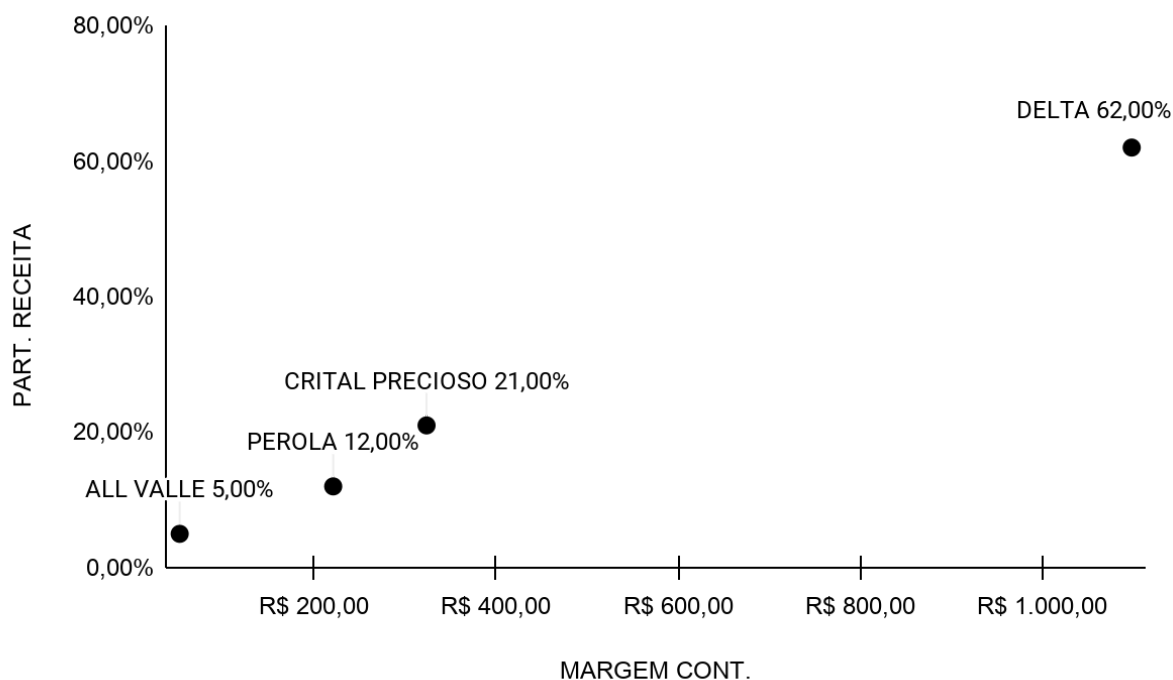 80,00%
DELTA 62,00%
60,00%
PART. RECEITA
40,00%
CRITAL PRECIOSO 21,00%
20,00%
PEROLA 12,00%
ALL VALLE 5,00%
0,00%
R$ 200,00 R$ 400,00 R$ 600,00 R$ 800,00 R$ 1.000,00
MARGEM CONT.